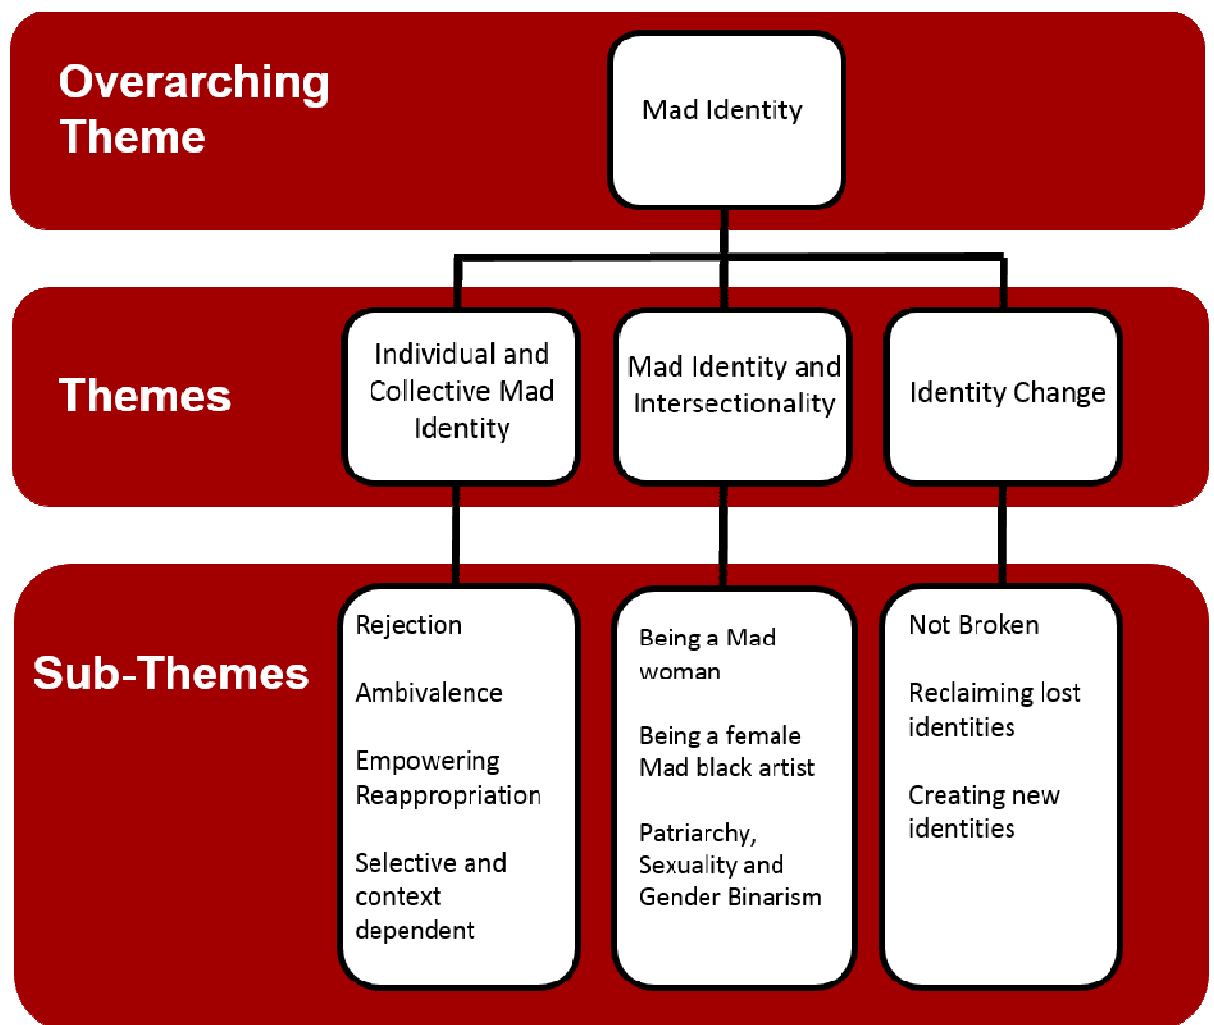 Overarching
Theme
Mad Identity
Themes
Individual and
Collective Mad
Identity
Mad Identity and
Intersectionality
Identity Change
Sub-Themes
Rejection
Ambivalence
Empowering
Reappropriation
Selective and
context
dependent
Being a Mad
woman
Being a female
Mad black artist
Patriarchy,
Sexuality and
Gender Binarism
Not Broken
Reclaiming lost
identities
Creating new
identities